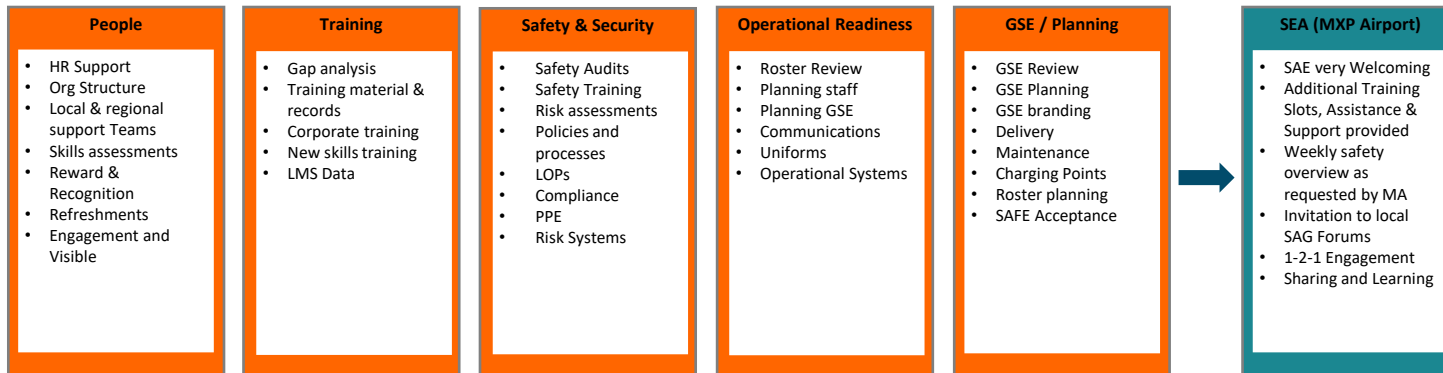 People
• HR Support
• Org Structure
• Local & regional
support Teams
• Skills assessments
• Reward &
Recognition
• Refreshments
• Engagement and
Visible
Training
• Gap analysis
• Training material &
records
• Corporate training
• New skills training
• LMS Data
Safety & Security
• Safety Audits
• Safety Training
• Risk assessments
• Policies and
processes
• LOPs
• Compliance
• PPE
• Risk Systems
Operational Readiness
• Roster Review
• Planning staff
• Planning GSE
• Communications
• Uniforms
• Operational Systems
GSE / Planning
• GSE Review
• GSE Planning
• GSE branding
• Delivery
• Maintenance
• Charging Points
• Roster planning
• SAFE Acceptance
SEA (MXP Airport)
• SAE very Welcoming
• Additional Training
Slots, Assistance &
Support provided
• Weekly safety
overview as
requested by MA
• Invitation to local
SAG Forums
• 1-2-1 Engagement
• Sharing and Learning